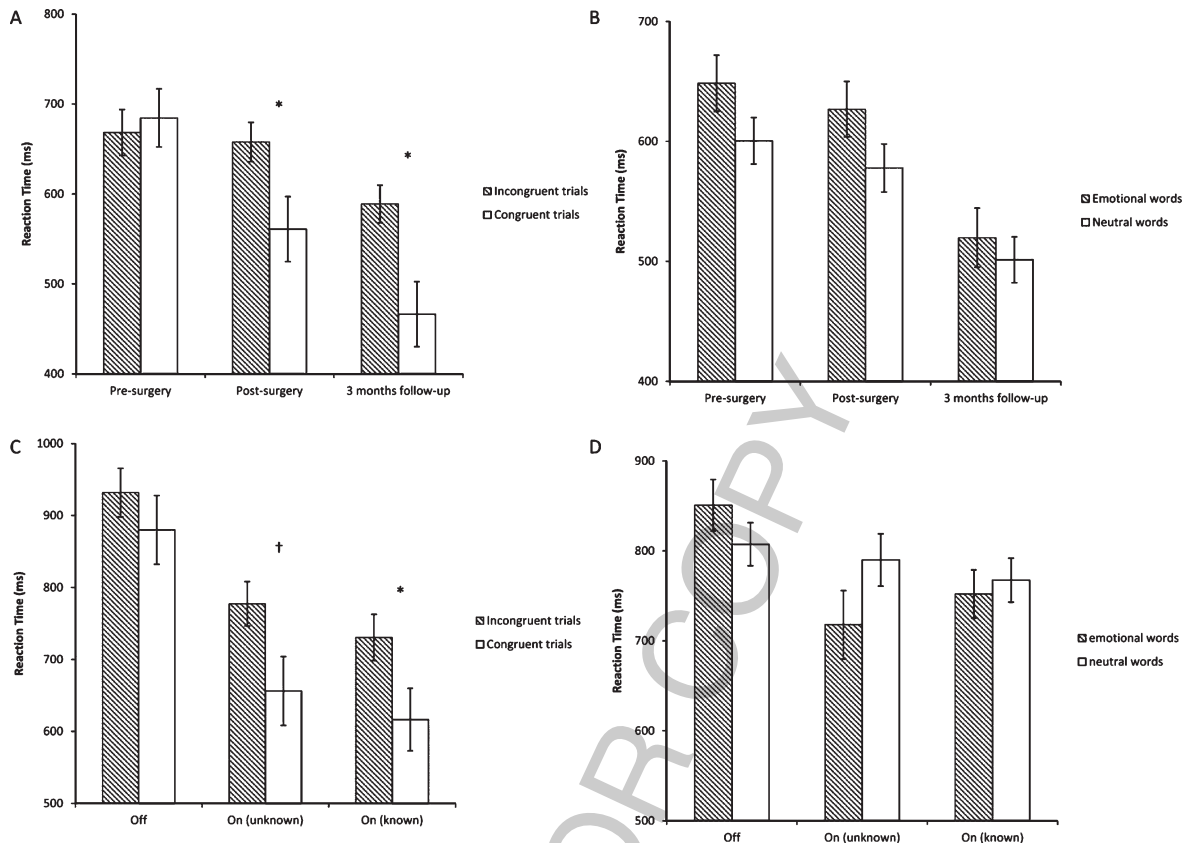 A
800
700
600
500
400
Reaction Time (ms)
*
*
Pre-surgery
Post-surgery
3 months follow-up
Incongruent trials
Congruent trials
B
700
600
500
400
Reaction Time (ms)
Pre-surgery
Post-surgery
3 months follow-up
Emotional words
Neutral words
C
1000
900
800
700
600
500
Reaction Time (ms)
†
*
Off
On (unknown)
On (known)
Incongruent trials
Congruent trials
D
900
800
700
600
500
Reaction Time (ms)
Off
On (unknown)
On (known)
emotional words
neutral words
OR COPY